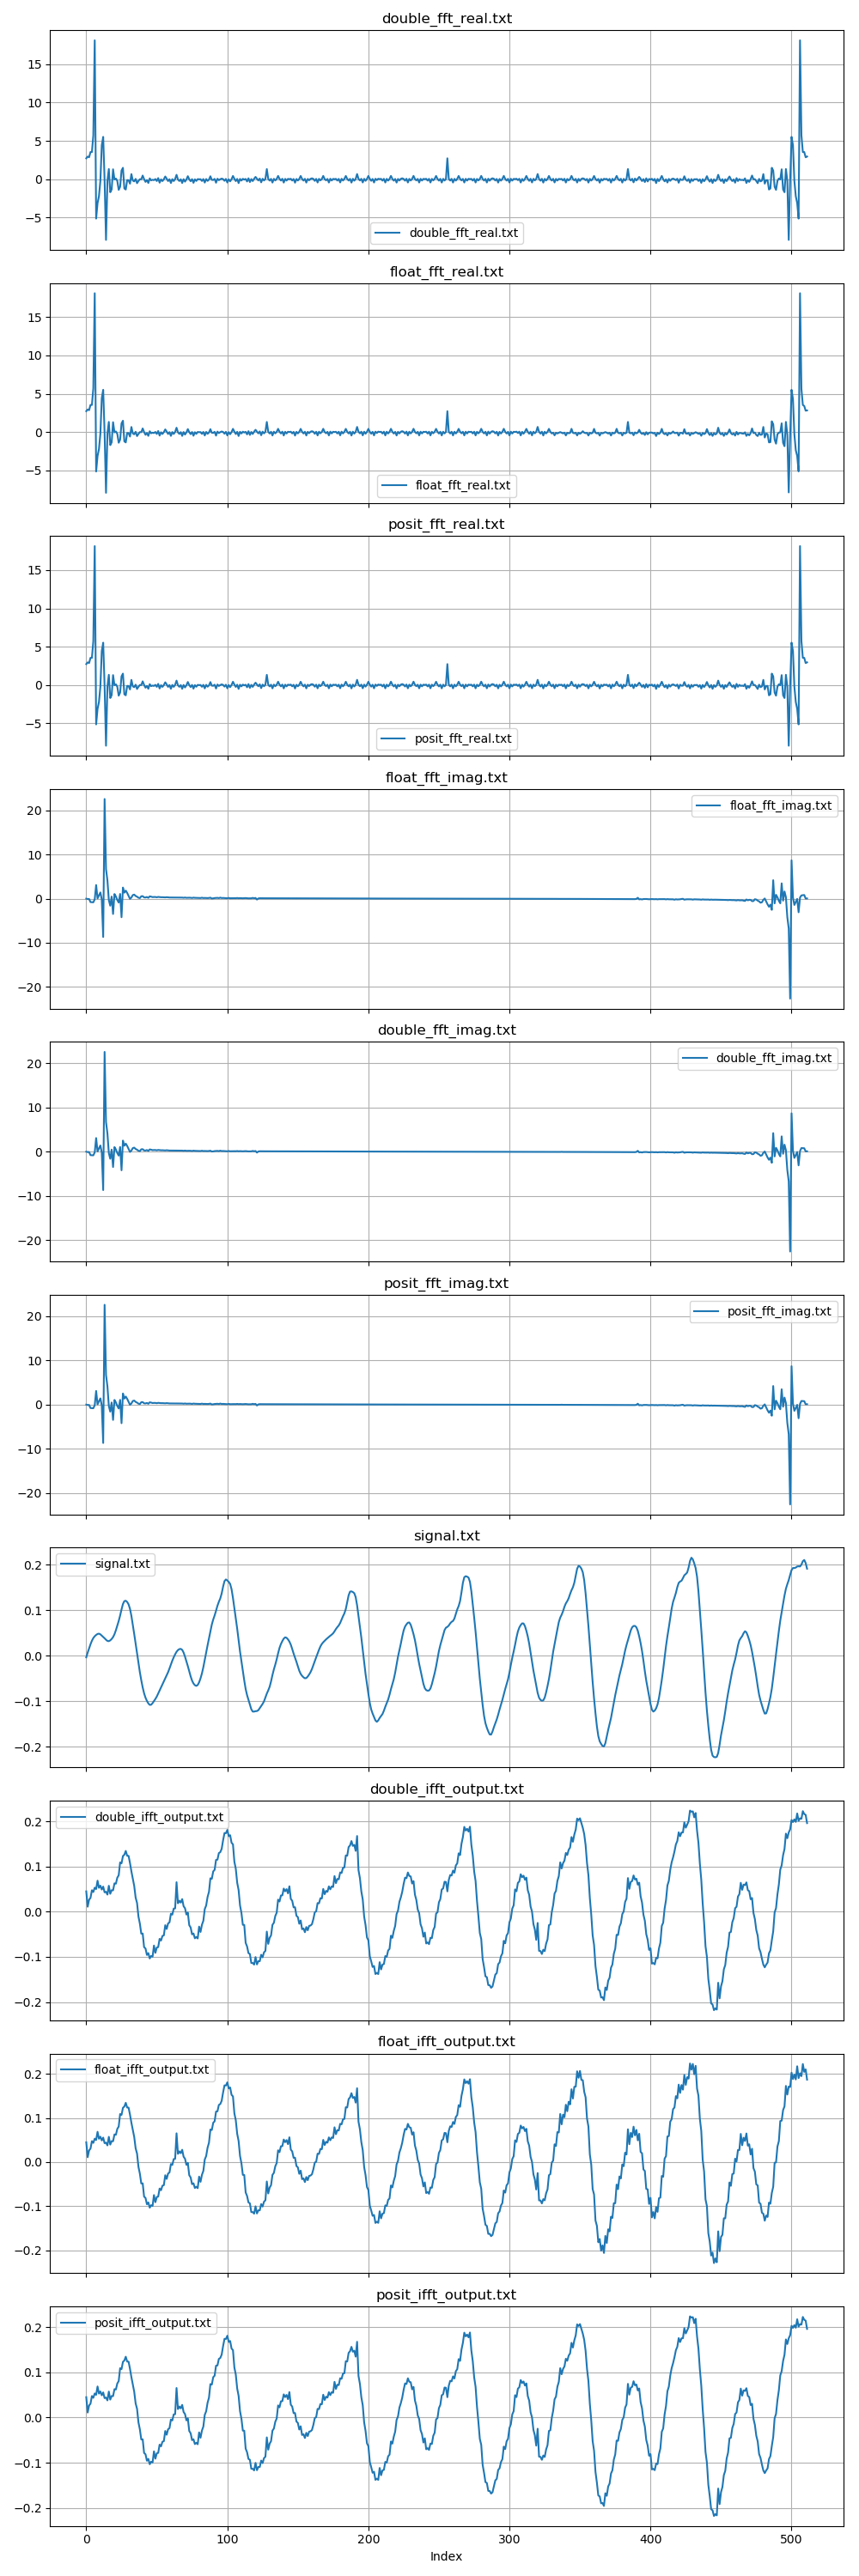 double_fft_real.txt
15
10
5
0
−5
double_fft_real.txt
float_fft_real.txt
15
10
5
0
−5
float_fft_real.txt
posit_fft_real.txt
15
10
5
0
−5
posit_fft_real.txt
float_fft_imag.txt
20
10
0
−10
−20
float_fft_imag.txt
double_fft_imag.txt
20
10
0
−10
−20
double_fft_imag.txt
posit_fft_imag.txt
20
10
0
−10
−20
posit_fft_imag.txt
signal.txt
0.2
0.1
0.0
−0.1
−0.2
signal.txt
double_ifft_output.txt
0.2
0.1
0.0
−0.1
−0.2
double_ifft_output.txt
float_ifft_output.txt
0.2
0.1
0.0
−0.1
−0.2
float_ifft_output.txt
posit_ifft_output.txt
0.2
0.1
0.0
−0.1
−0.2
posit_ifft_output.txt
0 100 200 300 400 500
Index